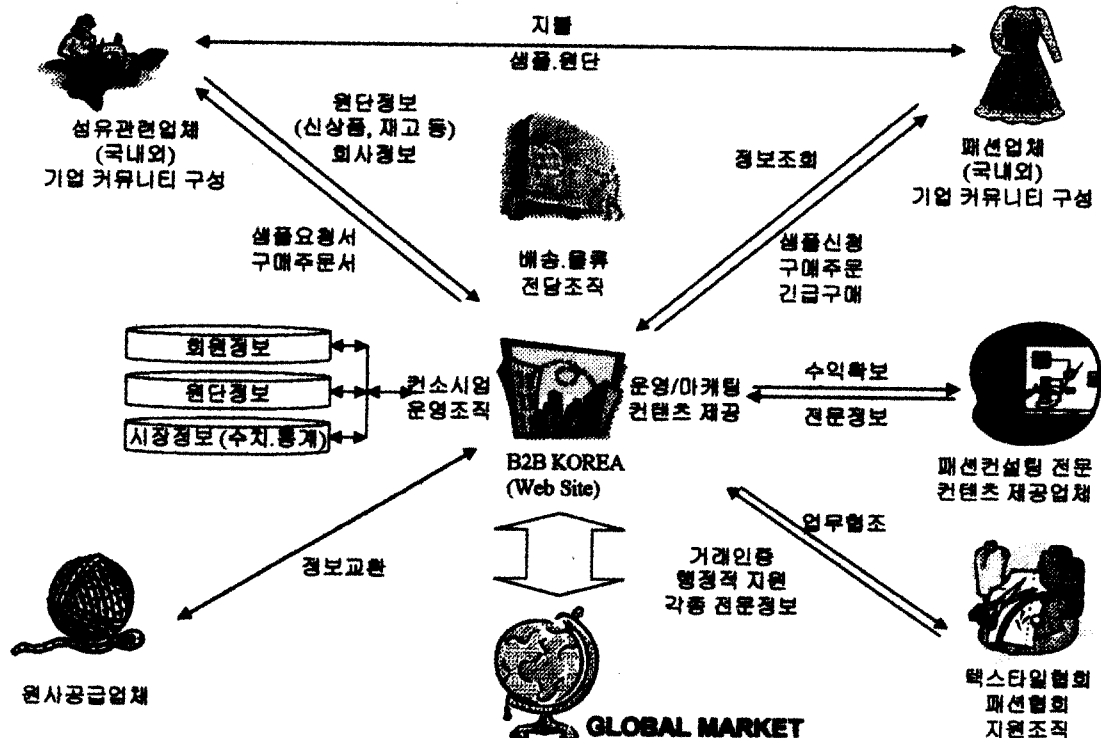 지불
샘플.원단
원단정보
(신상품, 재고 등)
회사정보
섬유관련업체
(국내외)
기업 커뮤니티 구성
정보조회
패션업체
(국내외)
기업 커뮤니티 구성
샘플요청서
구매주문서
배송.물류
전담조직
샘플신청
구매주문
긴급구매
회원정보
원단정보
시장정보 (수치.통계)
컨소시엄
운영조직
운영/마케팅
컨텐츠 제공
수익확보
전문정보
B2B KOREA
(Web Site)
패션컨설팅 전문
컨텐츠 제공업체
정보교환
업무협조
거래인증
행정적 지원
각종 전문정보
원사공급업체
GLOBAL MARKET
텍스타일협회
패션협회
지원조직